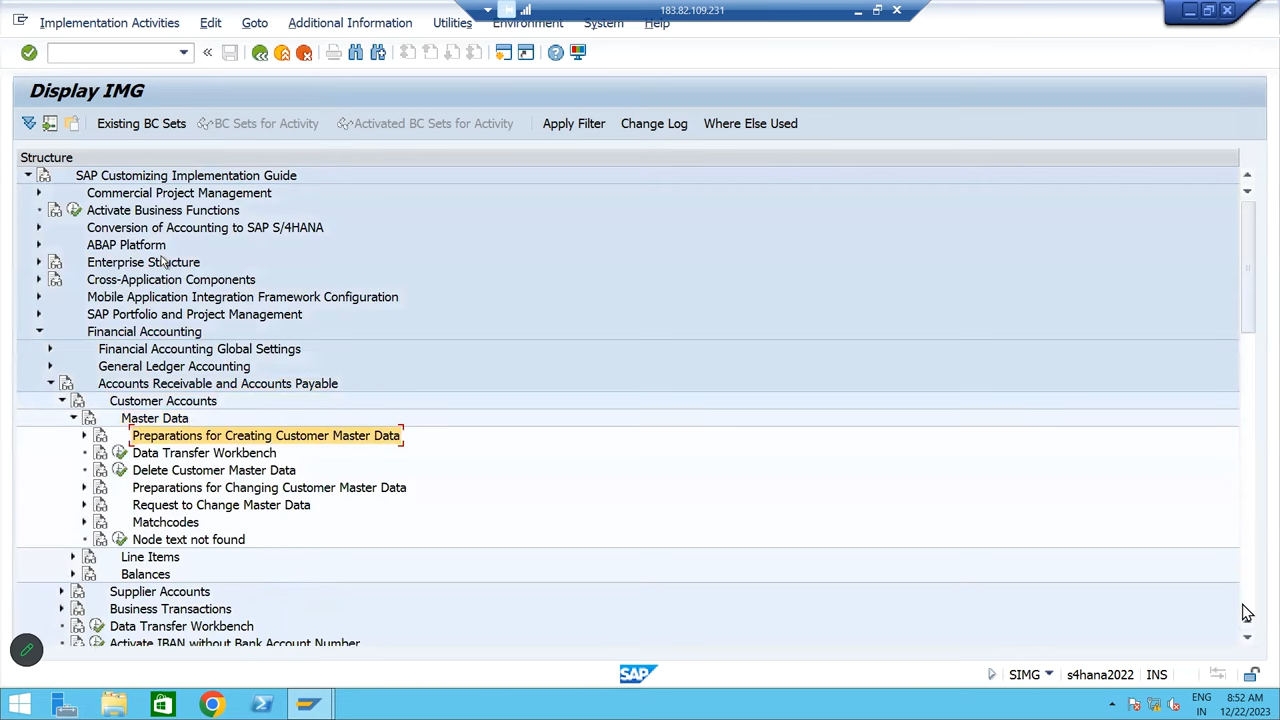 183.82.109.231
Implementation Activities Edit Goto Additional Information Utilities Environment System Help
Display IMG
Existing BC Sets BC Sets for Activity Activated BC Sets for Activity Apply Filter Change Log Where Else Used
Structure
SAP Customizing Implementation Guide
Commercial Project Management
Activate Business Functions
Conversion of Accounting to SAP S/4HANA
ABAP Platform
Enterprise Structure
Cross-Application Components
Mobile Application Integration Framework Configuration
SAP Portfolio and Project Management
Financial Accounting
Financial Accounting Global Settings
General Ledger Accounting
Accounts Receivable and Accounts Payable
Customer Accounts
Master Data
Preparations for Creating Customer Master Data
Data Transfer Workbench
Delete Customer Master Data
Preparations for Changing Customer Master Data
Request to Change Master Data
Matchcodes
Node text not found
Line Items
Balances
Supplier Accounts
Business Transactions
Data Transfer Workbench
Activate IBAN without Bank Account Number
SAP SIMG s4hana2022 INS
ENG 8:52 AM
IN 12/22/2023